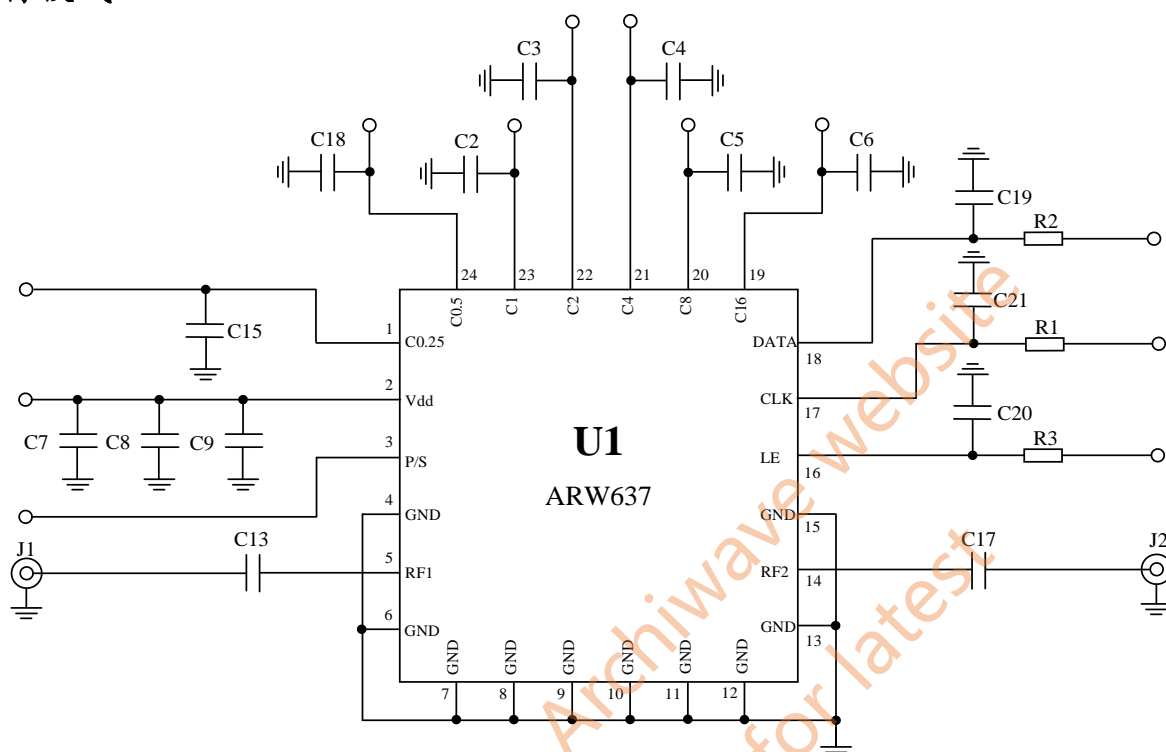 C3
C4
C18
C2
C5
C6
C19
R2
24
23
22
21
20
19
C0.5
C1
C2
C4
C8
C16
C21
C15
1
C0.25
DATA
18
R1
2
Vdd
CLK
17
C7
C8
C9
3
P/S
U1
ARW637
LE
16
C20
R3
4
GND
GND
15
J1
C13
5
RF1
RF2
14
C17
J2
6
GND
GND
13
GND
GND
GND
GND
GND
GND
7
8
9
10
11
12
Archiwave website
for latest